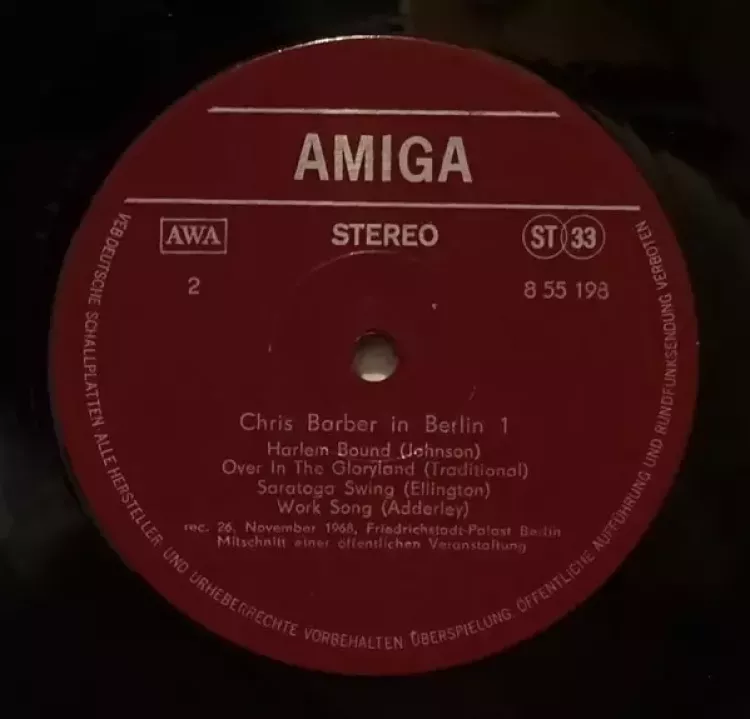 AMIGA
AWA
STEREO
ST 33
2
8 55 198
Chris Barber in Berlin 1
Harlem Bound (Johnson)
Over In The Gloryland (Traditional)
Saratoga Swing (Ellington)
Work Song (Adderley)
rec. 26. November 1968, Friedrichstadt-Palast Berlin
Mitschnitt einer öffentlichen Veranstaltung
VEB DEUTSCHE SCHALLPLATTEN · ALLE HERSTELLER- UND URHEBERRECHTE VORBEHALTEN · ÜBERSPIELUNG, ÖFFENTLICHE AUFFÜHRUNG UND RUNDFUNKSENDUNG VERBOTEN